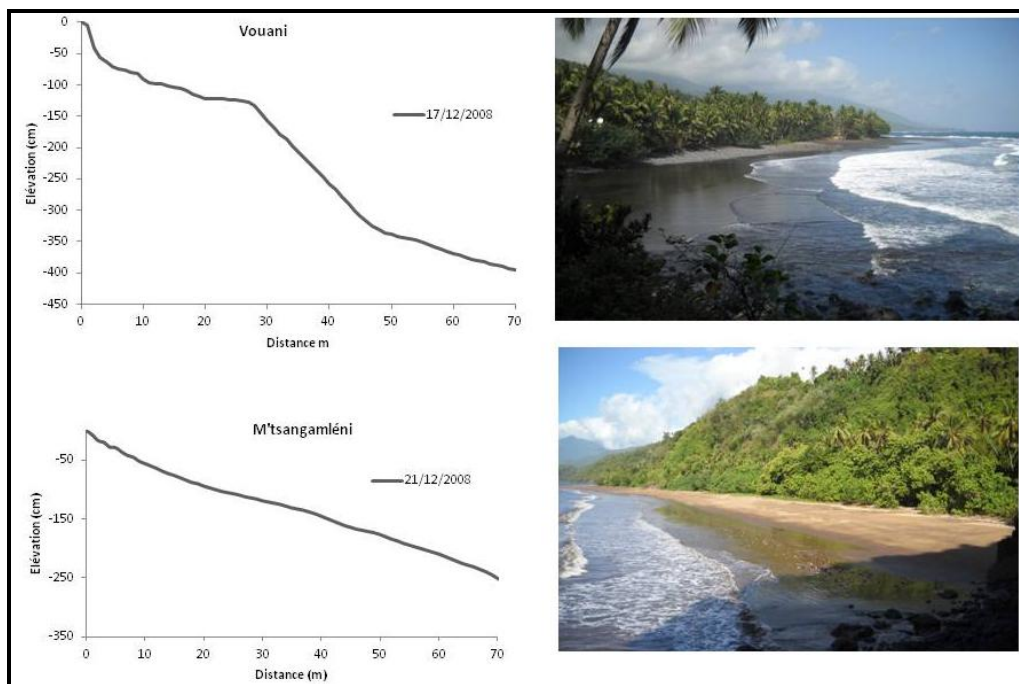 Vouani
0
-50
-100
-150
-200
-250
-300
-350
-400
-450
Elévation (cm)
17/12/2008
0 10 20 30 40 50 60 70
Distance m
M'tsangamléni
-50
-150
-250
-350
Elévation (cm)
21/12/2008
0 10 20 30 40 50 60 70
Distance (m)